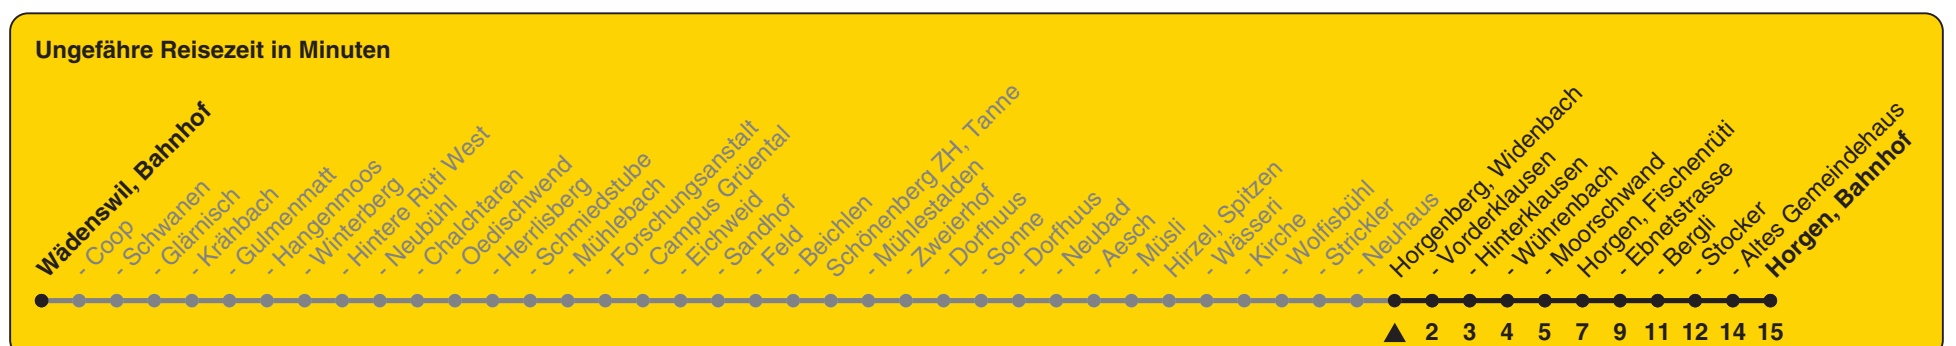 Ungefähre Reisezeit in Minuten
Wädenswil, Bahnhof
- Coop
- Schwanen
- Glärnisch
- Krähbach
- Gulmenmatt
- Hangenmoos
- Winterberg
- Hintere Rüti West
- Neubühl
- Chalchtaren
- Oedischwend
- Herrlisberg
- Schmiedstube
- Mühlebach
- Forschungsanstalt
- Campus Grüental
- Eichweid
- Sandhof
- Feld
- Beichlen
Schönenberg ZH, Tanne
- Mühlestalden
- Zweierhof
- Dorfhuus
- Sonne
- Dorfhuus
- Neubad
- Aesch
- Müsli
Hirzel, Spitzen
- Wässeri
- Kirche
- Wolfisbühl
- Strickler
- Neuhaus
Horgenberg, Widenbach
- Vorderklausen
- Hinterklausen
- Wührenbach
- Moorschwand
Horgen, Fischenrüti
- Ebnetstrasse
- Bergli
- Stocker
- Altes Gemeindehaus
Horgen, Bahnhof
2 3 4 5 7 9 11 12 14 15